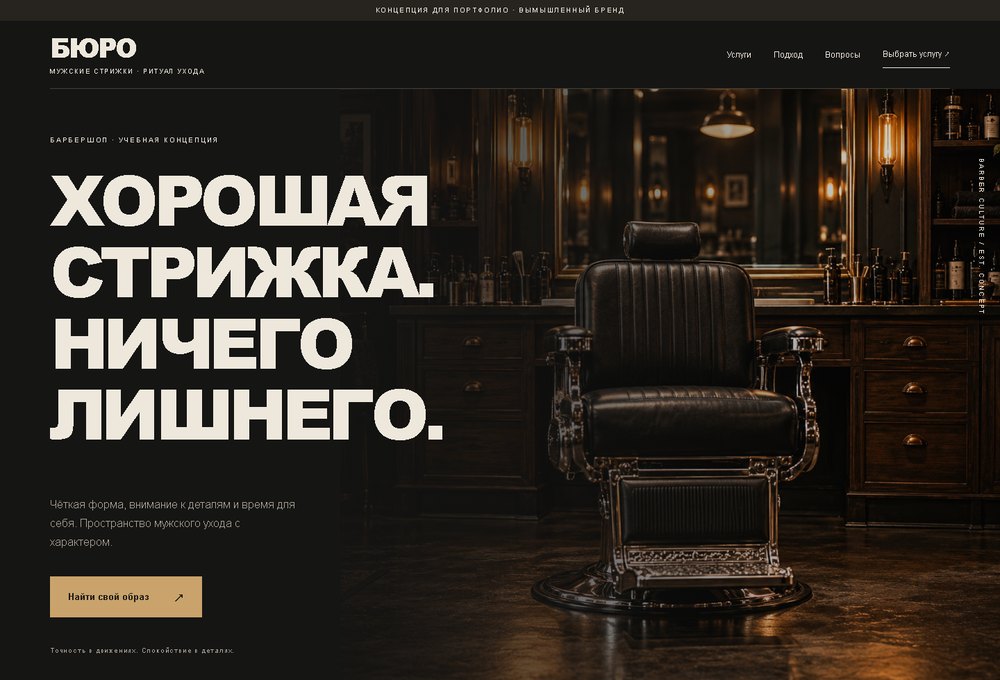 КОНЦЕПЦИЯ ДЛЯ ПОРТФОЛИО · ВЫМЫШЛЕННЫЙ БРЕНД
БЮРО
МУЖСКИЕ СТРИЖКИ · РИТУАЛ УХОДА
Услуги
Подход
Вопросы
Выбрать услугу ↗
БАРБЕРШОП · УЧЕБНАЯ КОНЦЕПЦИЯ
ХОРОШАЯ
СТРИЖКА.
НИЧЕГО
ЛИШНЕГО.
BARBER CULTURE / EST. CONCEPT
Чёткая форма, внимание к деталям и время для
себя. Пространство мужского ухода с
характером.
Найти свой образ ↗
Точность в движениях. Спокойствие в деталях.